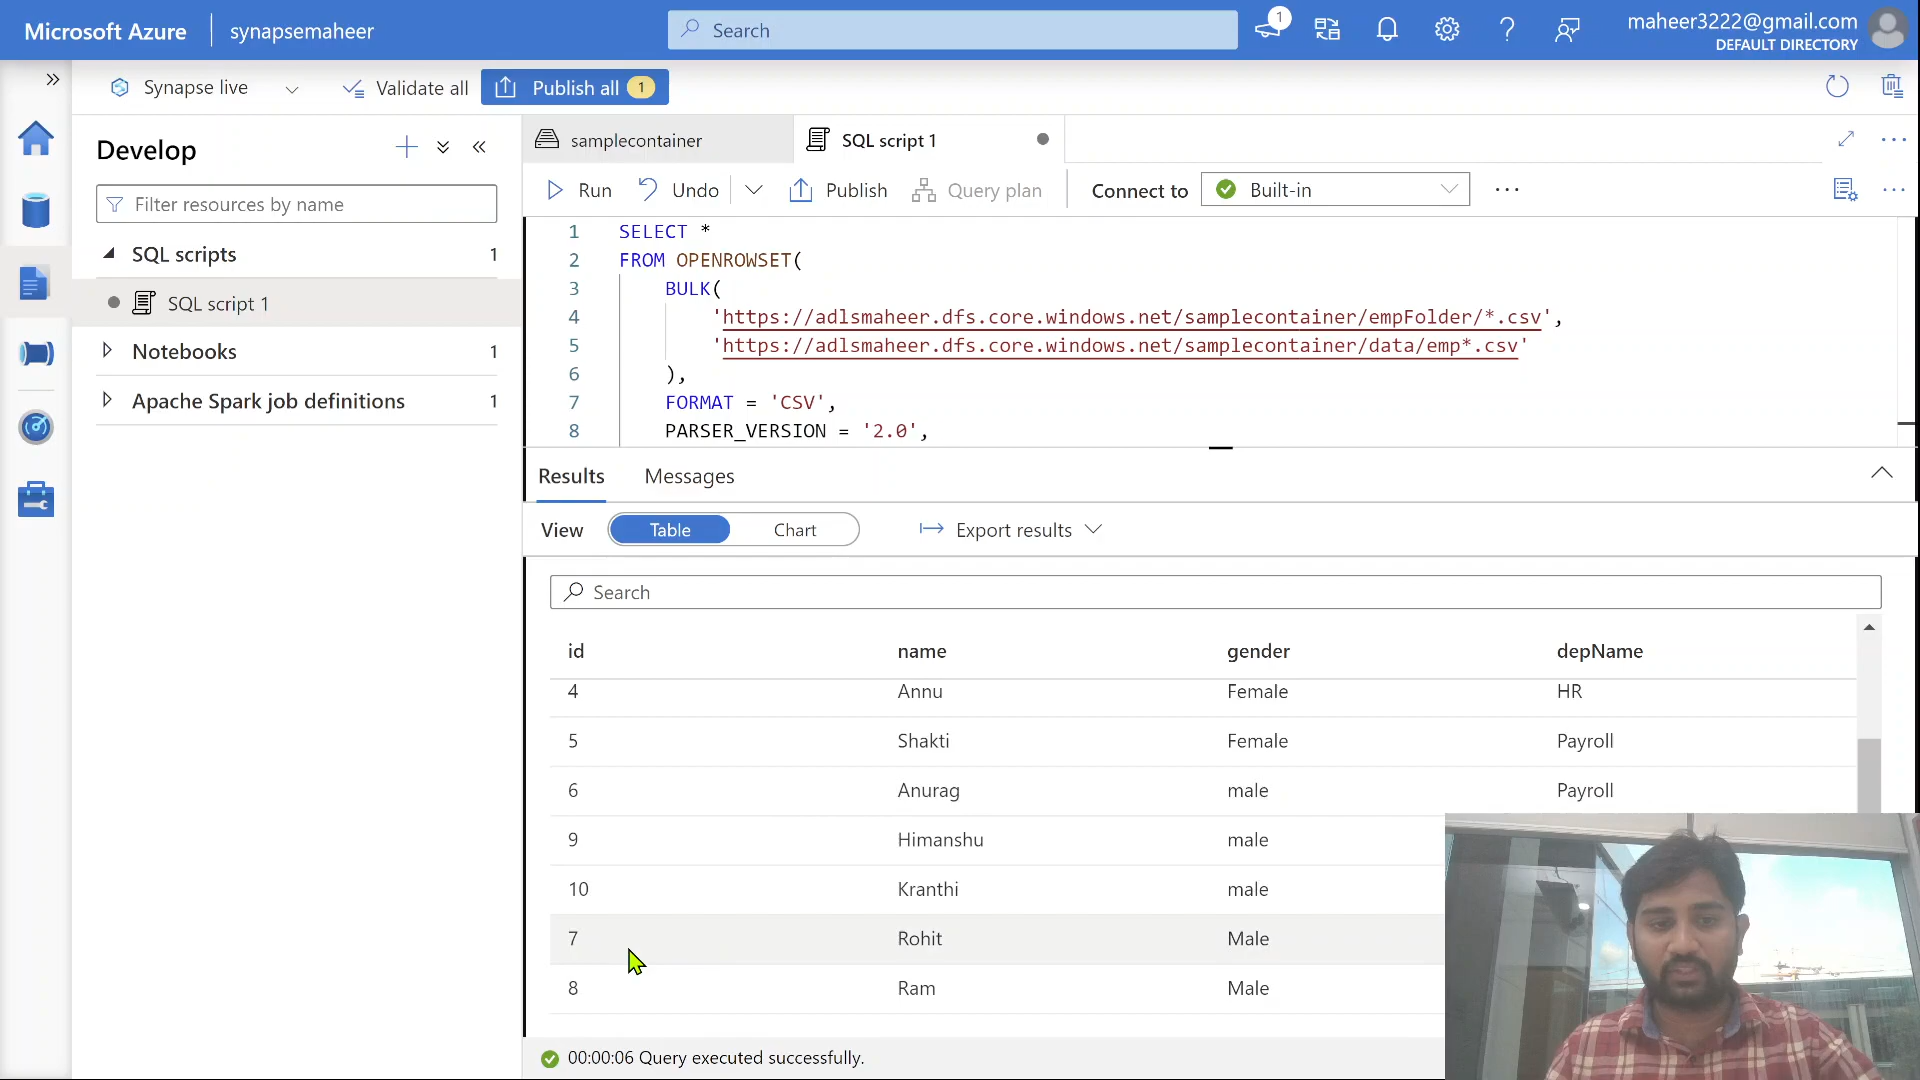 Microsoft Azure
synapsemaheer
Search
1
maheer3222@gmail.com
DEFAULT DIRECTORY
Synapse live
Validate all
Publish all 1
Develop
Filter resources by name
SQL scripts 1
SQL script 1
Notebooks 1
Apache Spark job definitions 1
samplecontainer
SQL script 1
Run
Undo
Publish
Query plan
Connect to
Built-in
1 SELECT *
2 FROM OPENROWSET(
3 BULK(
4 'https://adlsmaheer.dfs.core.windows.net/samplecontainer/empFolder/*.csv',
5 'https://adlsmaheer.dfs.core.windows.net/samplecontainer/data/emp*.csv'
6 ),
7 FORMAT = 'CSV',
8 PARSER_VERSION = '2.0',
Results Messages
View Table Chart Export results
Search
id name gender depName
4 Annu Female HR
5 Shakti Female Payroll
6 Anurag male Payroll
9 Himanshu male
10 Kranthi male
7 Rohit Male
8 Ram Male
00:00:06 Query executed successfully.